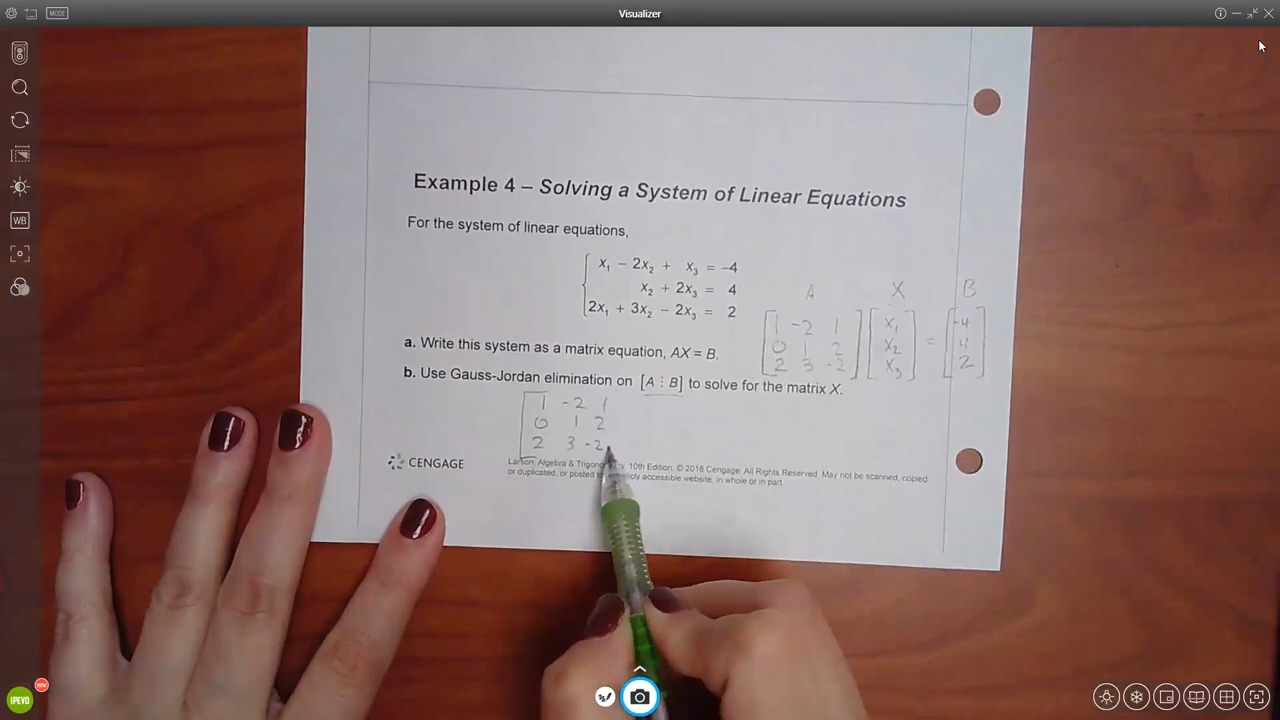 MODE
Visualizer
Example 4 – Solving a System of Linear Equations
For the system of linear equations,
x₁ − 2x₂ + x₃ = −4
x₂ + 2x₃ = 4
2x₁ + 3x₂ − 2x₃ = 2
A X B
1 -2 1 x₁ = -4
0 1 2 x₂ 4
2 3 -2 x₃ 2
a. Write this system as a matrix equation, AX = B.
b. Use Gauss-Jordan elimination on [A ⋮ B] to solve for the matrix X.
1 -2 1
0 1 2
2 3 -2
CENGAGE
Larson, Algebra & 10th Edition. © 2018 Cengage. All Rights Reserved. May not be scanned, copied
or duplicated, or posted accessible website, in whole or in part.
WB
IPEVO
new